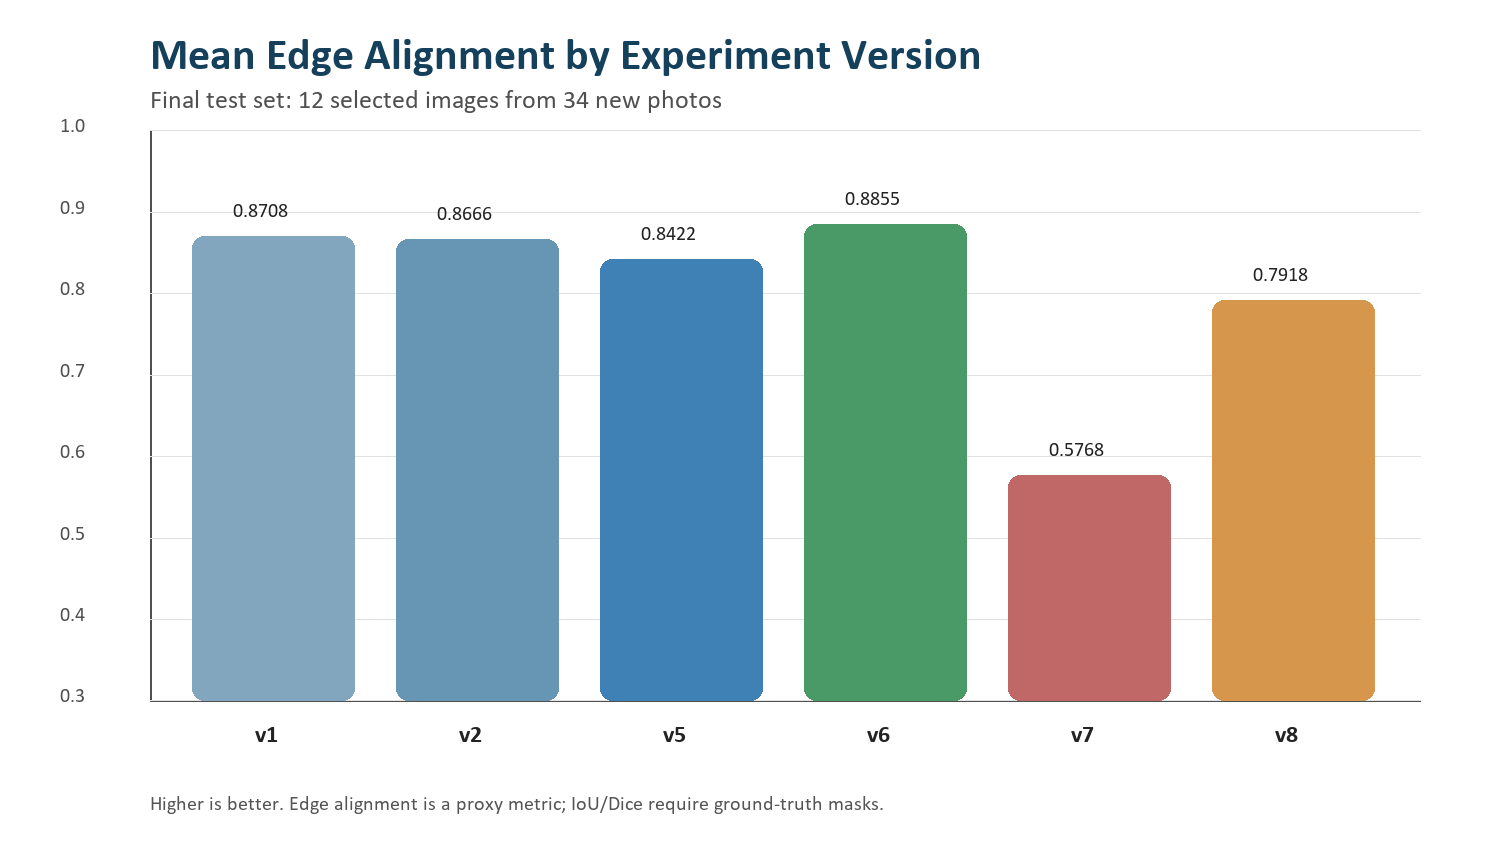 Mean Edge Alignment by Experiment Version
Final test set: 12 selected images from 34 new photos
1.0
0.9
0.8
0.7
0.6
0.5
0.4
0.3
0.8708
0.8666
0.8422
0.8855
0.5768
0.7918
v1
v2
v5
v6
v7
v8
Higher is better. Edge alignment is a proxy metric; IoU/Dice require ground-truth masks.